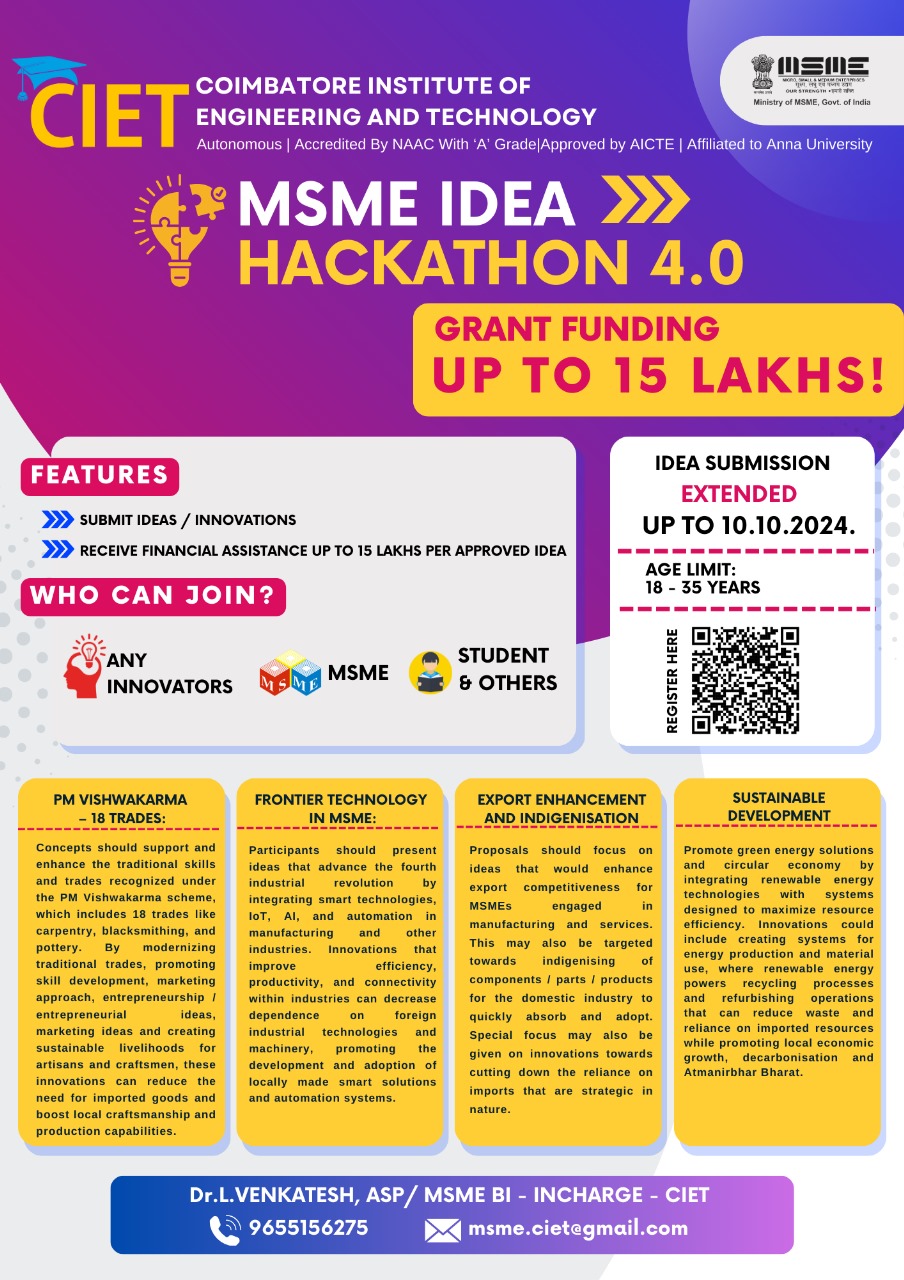 CIET
COIMBATORE INSTITUTE OF
ENGINEERING AND TECHNOLOGY
Autonomous | Accredited By NAAC With ‘A’ Grade|Approved by AICTE | Affiliated to Anna University
MSME
MICRO, SMALL & MEDIUM ENTERPRISES
सूक्ष्म, लघु एवं मध्यम उद्यम
OUR STRENGTH • हमारी शक्ति
Ministry of MSME, Govt. of India
MSME IDEA
HACKATHON 4.0
GRANT FUNDING
UP TO 15 LAKHS!
FEATURES
SUBMIT IDEAS / INNOVATIONS
RECEIVE FINANCIAL ASSISTANCE UP TO 15 LAKHS PER APPROVED IDEA
WHO CAN JOIN?
ANY
INNOVATORS
MSME
MSME
STUDENT
& OTHERS
IDEA SUBMISSION
EXTENDED
UP TO 10.10.2024.
AGE LIMIT:
18 - 35 YEARS
REGISTER HERE
PM VISHWAKARMA
– 18 TRADES:
Concepts should support and
enhance the traditional skills
and trades recognized under
the PM Vishwakarma scheme,
which includes 18 trades like
carpentry, blacksmithing, and
pottery. By modernizing
traditional trades, promoting
skill development, marketing
approach, entrepreneurship /
entrepreneurial ideas,
marketing ideas and creating
sustainable livelihoods for
artisans and craftsmen, these
innovations can reduce the
need for imported goods and
boost local craftsmanship and
production capabilities.
FRONTIER TECHNOLOGY
IN MSME:
Participants should present
ideas that advance the fourth
industrial revolution by
integrating smart technologies,
IoT, AI, and automation in
manufacturing and other
industries. Innovations that
improve efficiency,
productivity, and connectivity
within industries can decrease
dependence on foreign
industrial technologies and
machinery, promoting the
development and adoption of
locally made smart solutions
and automation systems.
EXPORT ENHANCEMENT
AND INDIGENISATION
Proposals should focus on
ideas that would enhance
export competitiveness for
MSMEs engaged in
manufacturing and services.
This may also be targeted
towards indigenising of
components / parts / products
for the domestic industry to
quickly absorb and adopt.
Special focus may also be
given on innovations towards
cutting down the reliance on
imports that are strategic in
nature.
SUSTAINABLE
DEVELOPMENT
Promote green energy solutions
and circular economy by
integrating renewable energy
technologies with systems
designed to maximize resource
efficiency. Innovations could
include creating systems for
energy production and material
use, where renewable energy
powers recycling processes
and refurbishing operations
that can reduce waste and
reliance on imported resources
while promoting local economic
growth, decarbonisation and
Atmanirbhar Bharat.
Dr.L.VENKATESH, ASP/ MSME BI - INCHARGE - CIET
9655156275
msme.ciet@gmail.com